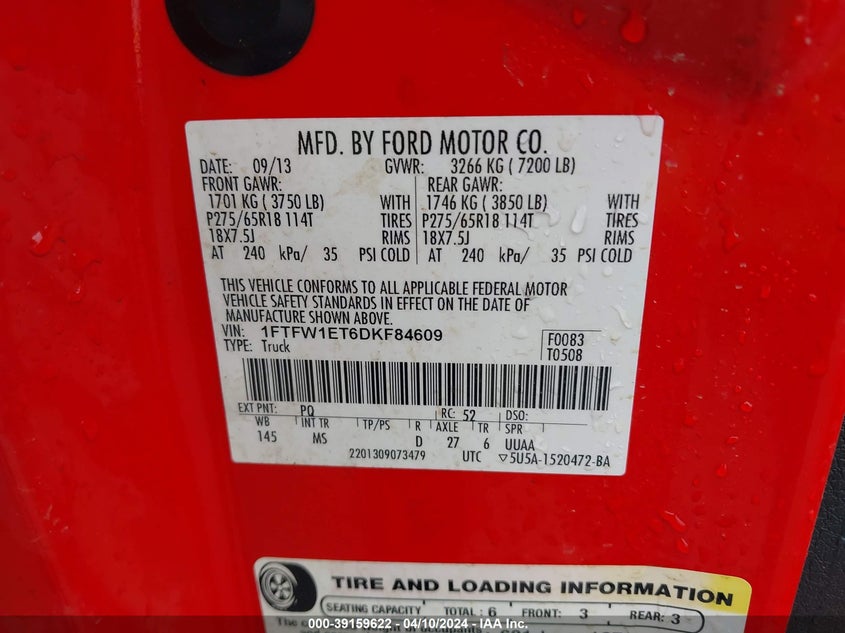 MFD. BY FORD MOTOR CO.
DATE: 09/13 GVWR: 3266 KG ( 7200 LB)
FRONT GAWR: REAR GAWR:
1701 KG ( 3750 LB) WITH 1746 KG ( 3850 LB) WITH
P275/65R18 114T TIRES P275/65R18 114T TIRES
18X7.5J RIMS 18X7.5J RIMS
AT 240 kPa/ 35 PSI COLD AT 240 kPa/ 35 PSI COLD
THIS VEHICLE CONFORMS TO ALL APPLICABLE FEDERAL MOTOR
VEHICLE SAFETY STANDARDS IN EFFECT ON THE DATE OF
MANUFACTURE SHOWN ABOVE.
VIN: 1FTFW1ET6DKF84609 F0083
TYPE: Truck T0508
EXT PNT: PQ RC: 52 DSO:
WB INT TR TP/PS R AXLE TR SPR
145 MS D 27 6 UUAA
2201309073479 UTC ▽5U5A-1520472-BA
TIRE AND LOADING INFORMATION
SEATING CAPACITY TOTAL : 6 FRONT: 3 REAR: 3
The
000-39159622 - 04/10/2024 - IAA Inc.